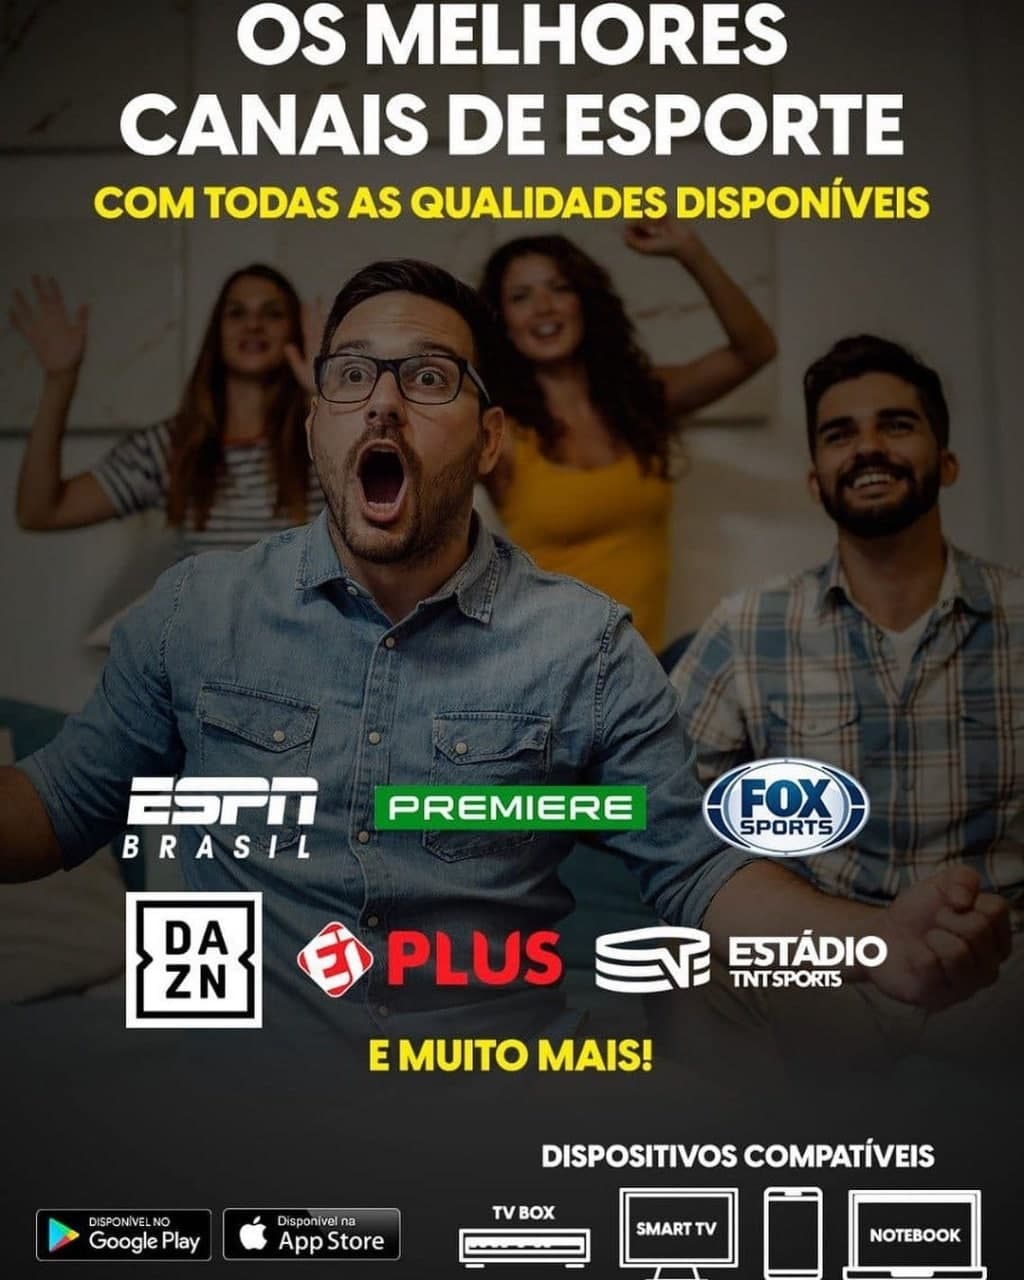 OS MELHORES
CANAIS DE ESPORTE
COM TODAS AS QUALIDADES DISPONÍVEIS
ESPN
BRASIL
PREMIERE
FOX
SPORTS
DA
ZN
EI PLUS
ESTÁDIO
TNT SPORTS
E MUITO MAIS!
DISPOSITIVOS COMPATÍVEIS
DISPONÍVEL NO
Google Play
Disponível na
App Store
TV BOX
SMART TV
NOTEBOOK